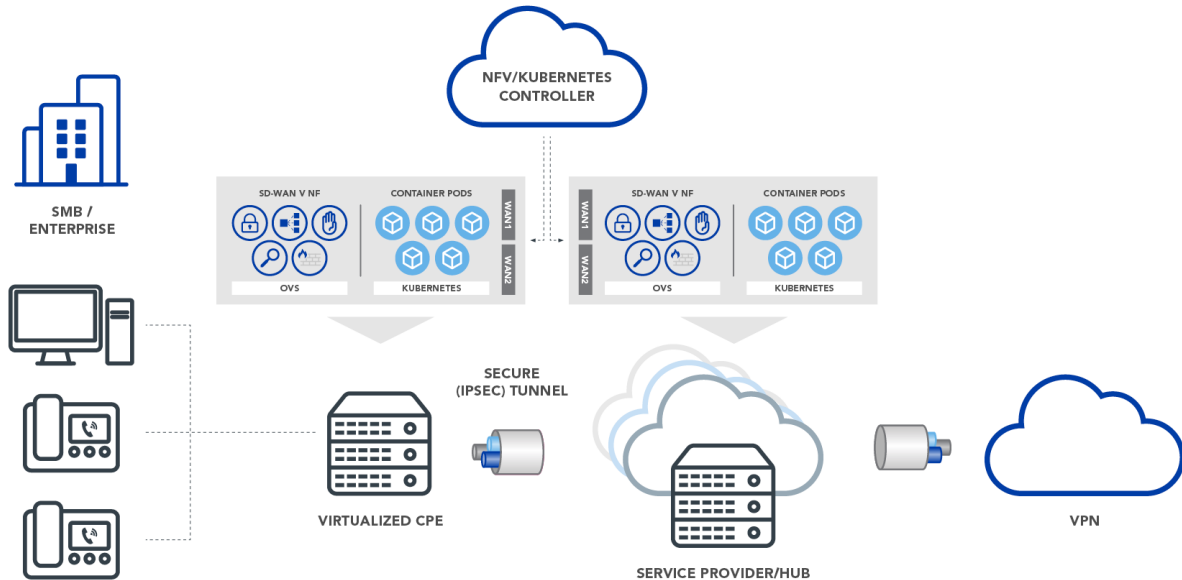 NFV/KUBERNETES
CONTROLLER
SMB /
ENTERPRISE
SD-WAN V NF
CONTAINER PODS
WAN1
WAN2
OVS
KUBERNETES
WAN1
WAN2
SD-WAN V NF
CONTAINER PODS
OVS
KUBERNETES
SECURE
(IPSEC) TUNNEL
VIRTUALIZED CPE
SERVICE PROVIDER/HUB
VPN